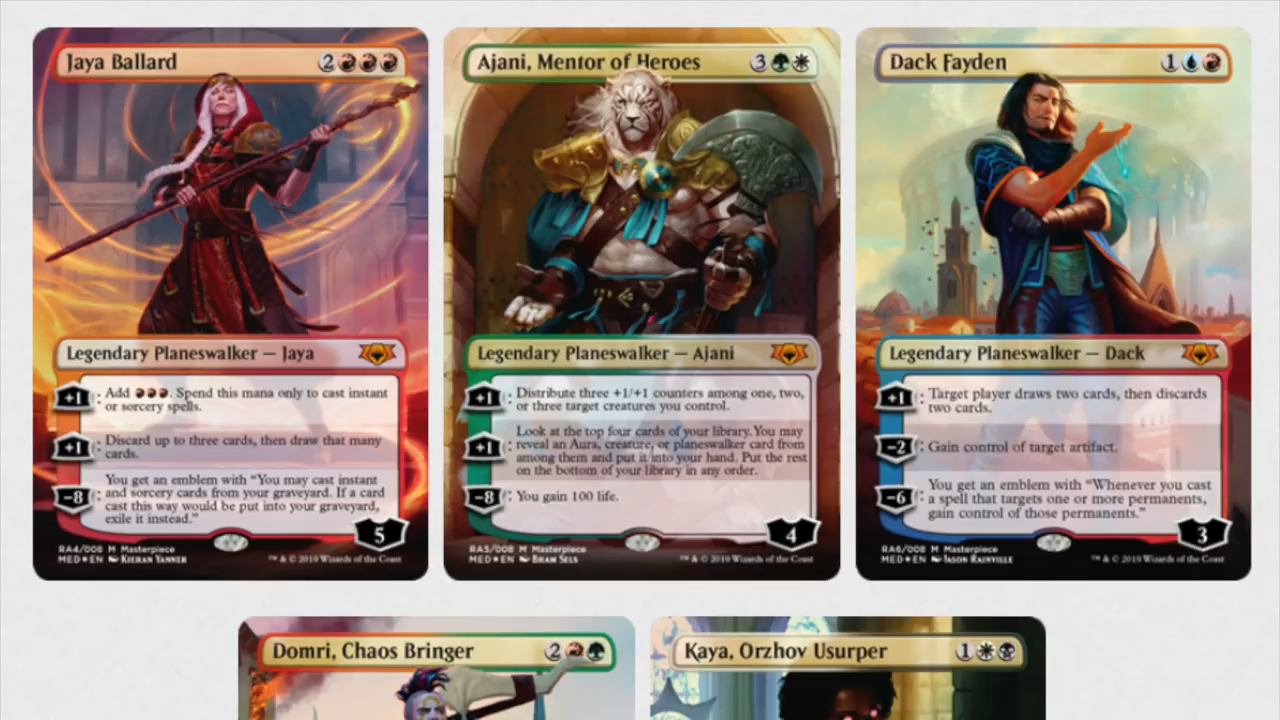 Jaya Ballard 2
Legendary Planeswalker — Jaya
+1: Add. Spend this mana only to cast instant
or sorcery spells.
+1: Discard up to three cards, then draw that many
cards.
You get an emblem with “You may cast instant
and sorcery cards from your graveyard. If a card
−8: cast this way would be put into your graveyard,
exile it instead.”
5
RA4/008 M Masterpiece
MED • EN KIERAN YANNER ™ & © 2019 Wizards of the Coast
Ajani, Mentor of Heroes 3
Legendary Planeswalker — Ajani
+1: Distribute three +1/+1 counters among one, two,
or three target creatures you control.
Look at the top four cards of your library. You may
+1: reveal an Aura, creature, or planeswalker card from
among them and put it into your hand. Put the rest
on the bottom of your library in any order.
−8: You gain 100 life.
4
RA5/008 M Masterpiece
MED • EN BRAM SELS ™ & © 2019 Wizards of the Coast
Dack Fayden 1
Legendary Planeswalker — Dack
+1: Target player draws two cards, then discards
two cards.
−2: Gain control of target artifact.
You get an emblem with “Whenever you cast
−6: a spell that targets one or more permanents,
gain control of those permanents.”
3
RA6/008 M Masterpiece
MED • EN JASON RAINVILLE ™ & © 2019 Wizards of the Coast
Domri, Chaos Bringer 2
Kaya, Orzhov Usurper 1